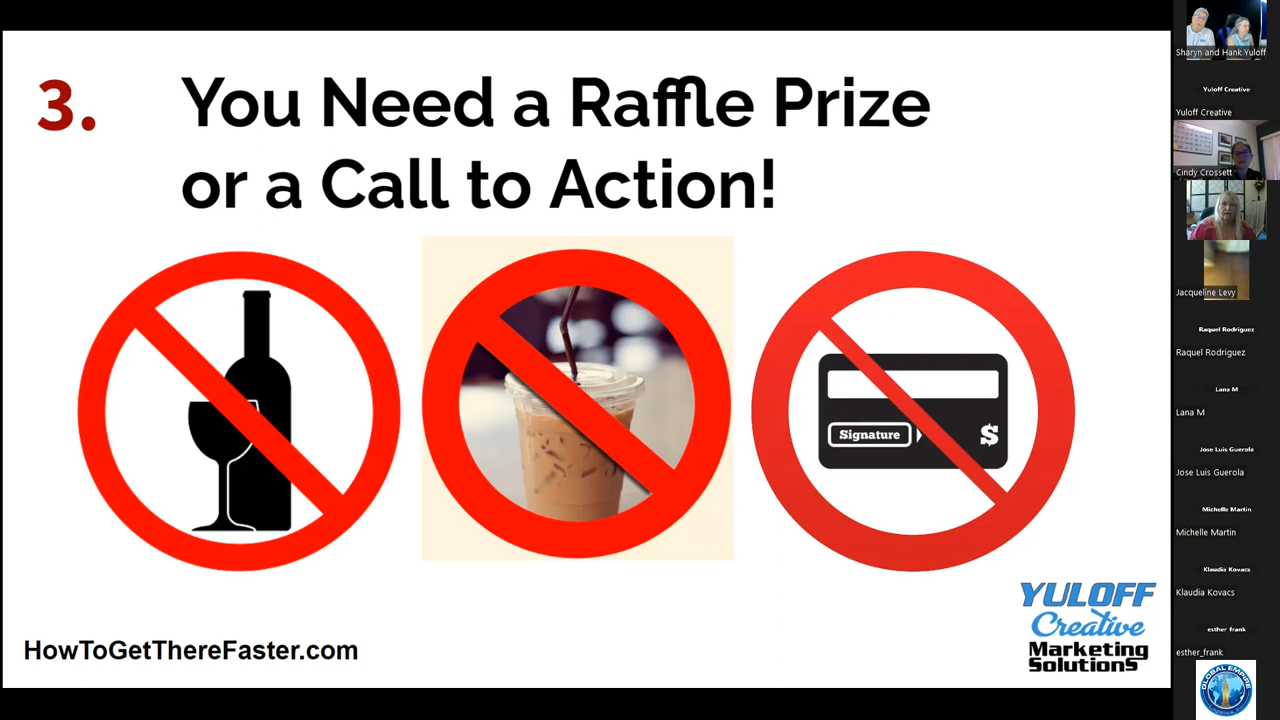 3.
You Need a Raffle Prize
or a Call to Action!
Signature
$
HowToGetThereFaster.com
YULOFF
Creative
Marketing
Solutions
Sharyn and Hank Yuloff
Yuloff Creative
Yuloff Creative
Cindy Crossett
Jacqueline Levy
Raquel Rodriguez
Raquel Rodriguez
Lana M
Lana M
Jose Luis Guerola
Jose Luis Guerola
Michelle Martin
Michelle Martin
Klaudia Kovacs
Klaudia Kovacs
esther frank
esther_frank
GLOBAL EMPIRE